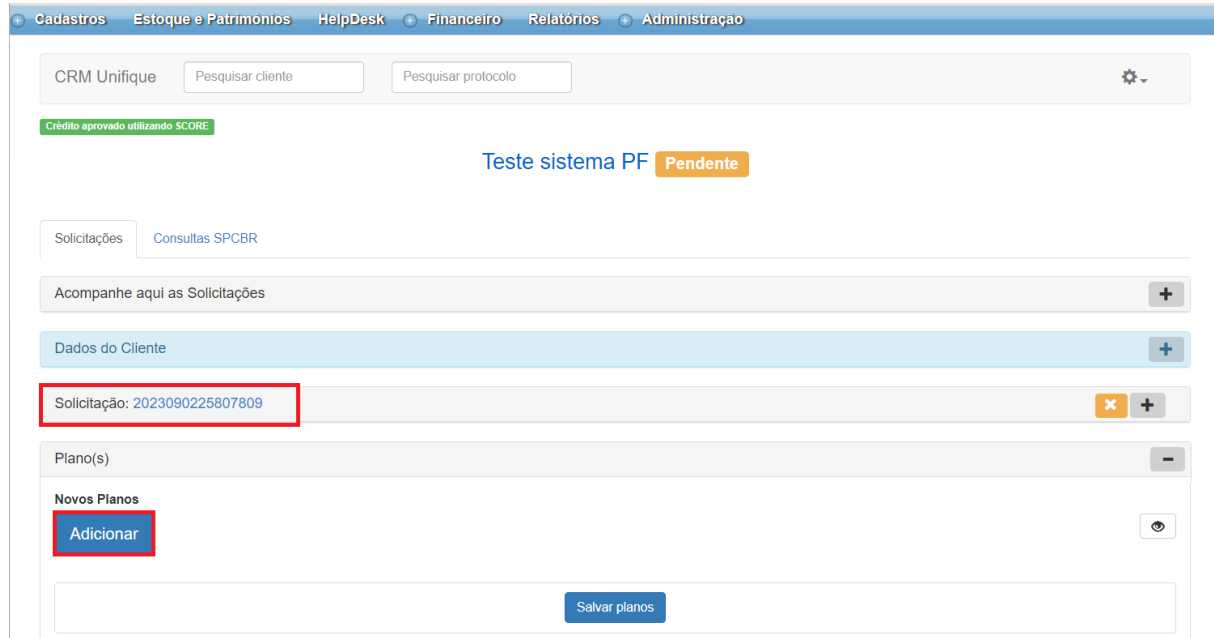 Cadastros Estoque e Patrimônios HelpDesk Financeiro Relatórios Administração
CRM Unifique Pesquisar cliente Pesquisar protocolo
Crédito aprovado utilizando SCORE
Teste sistema PF Pendente
Solicitações Consultas SPCBR
Acompanhe aqui as Solicitações
Dados do Cliente
Solicitação: 2023090225807809
Plano(s)
Novos Planos
Adicionar
Salvar planos